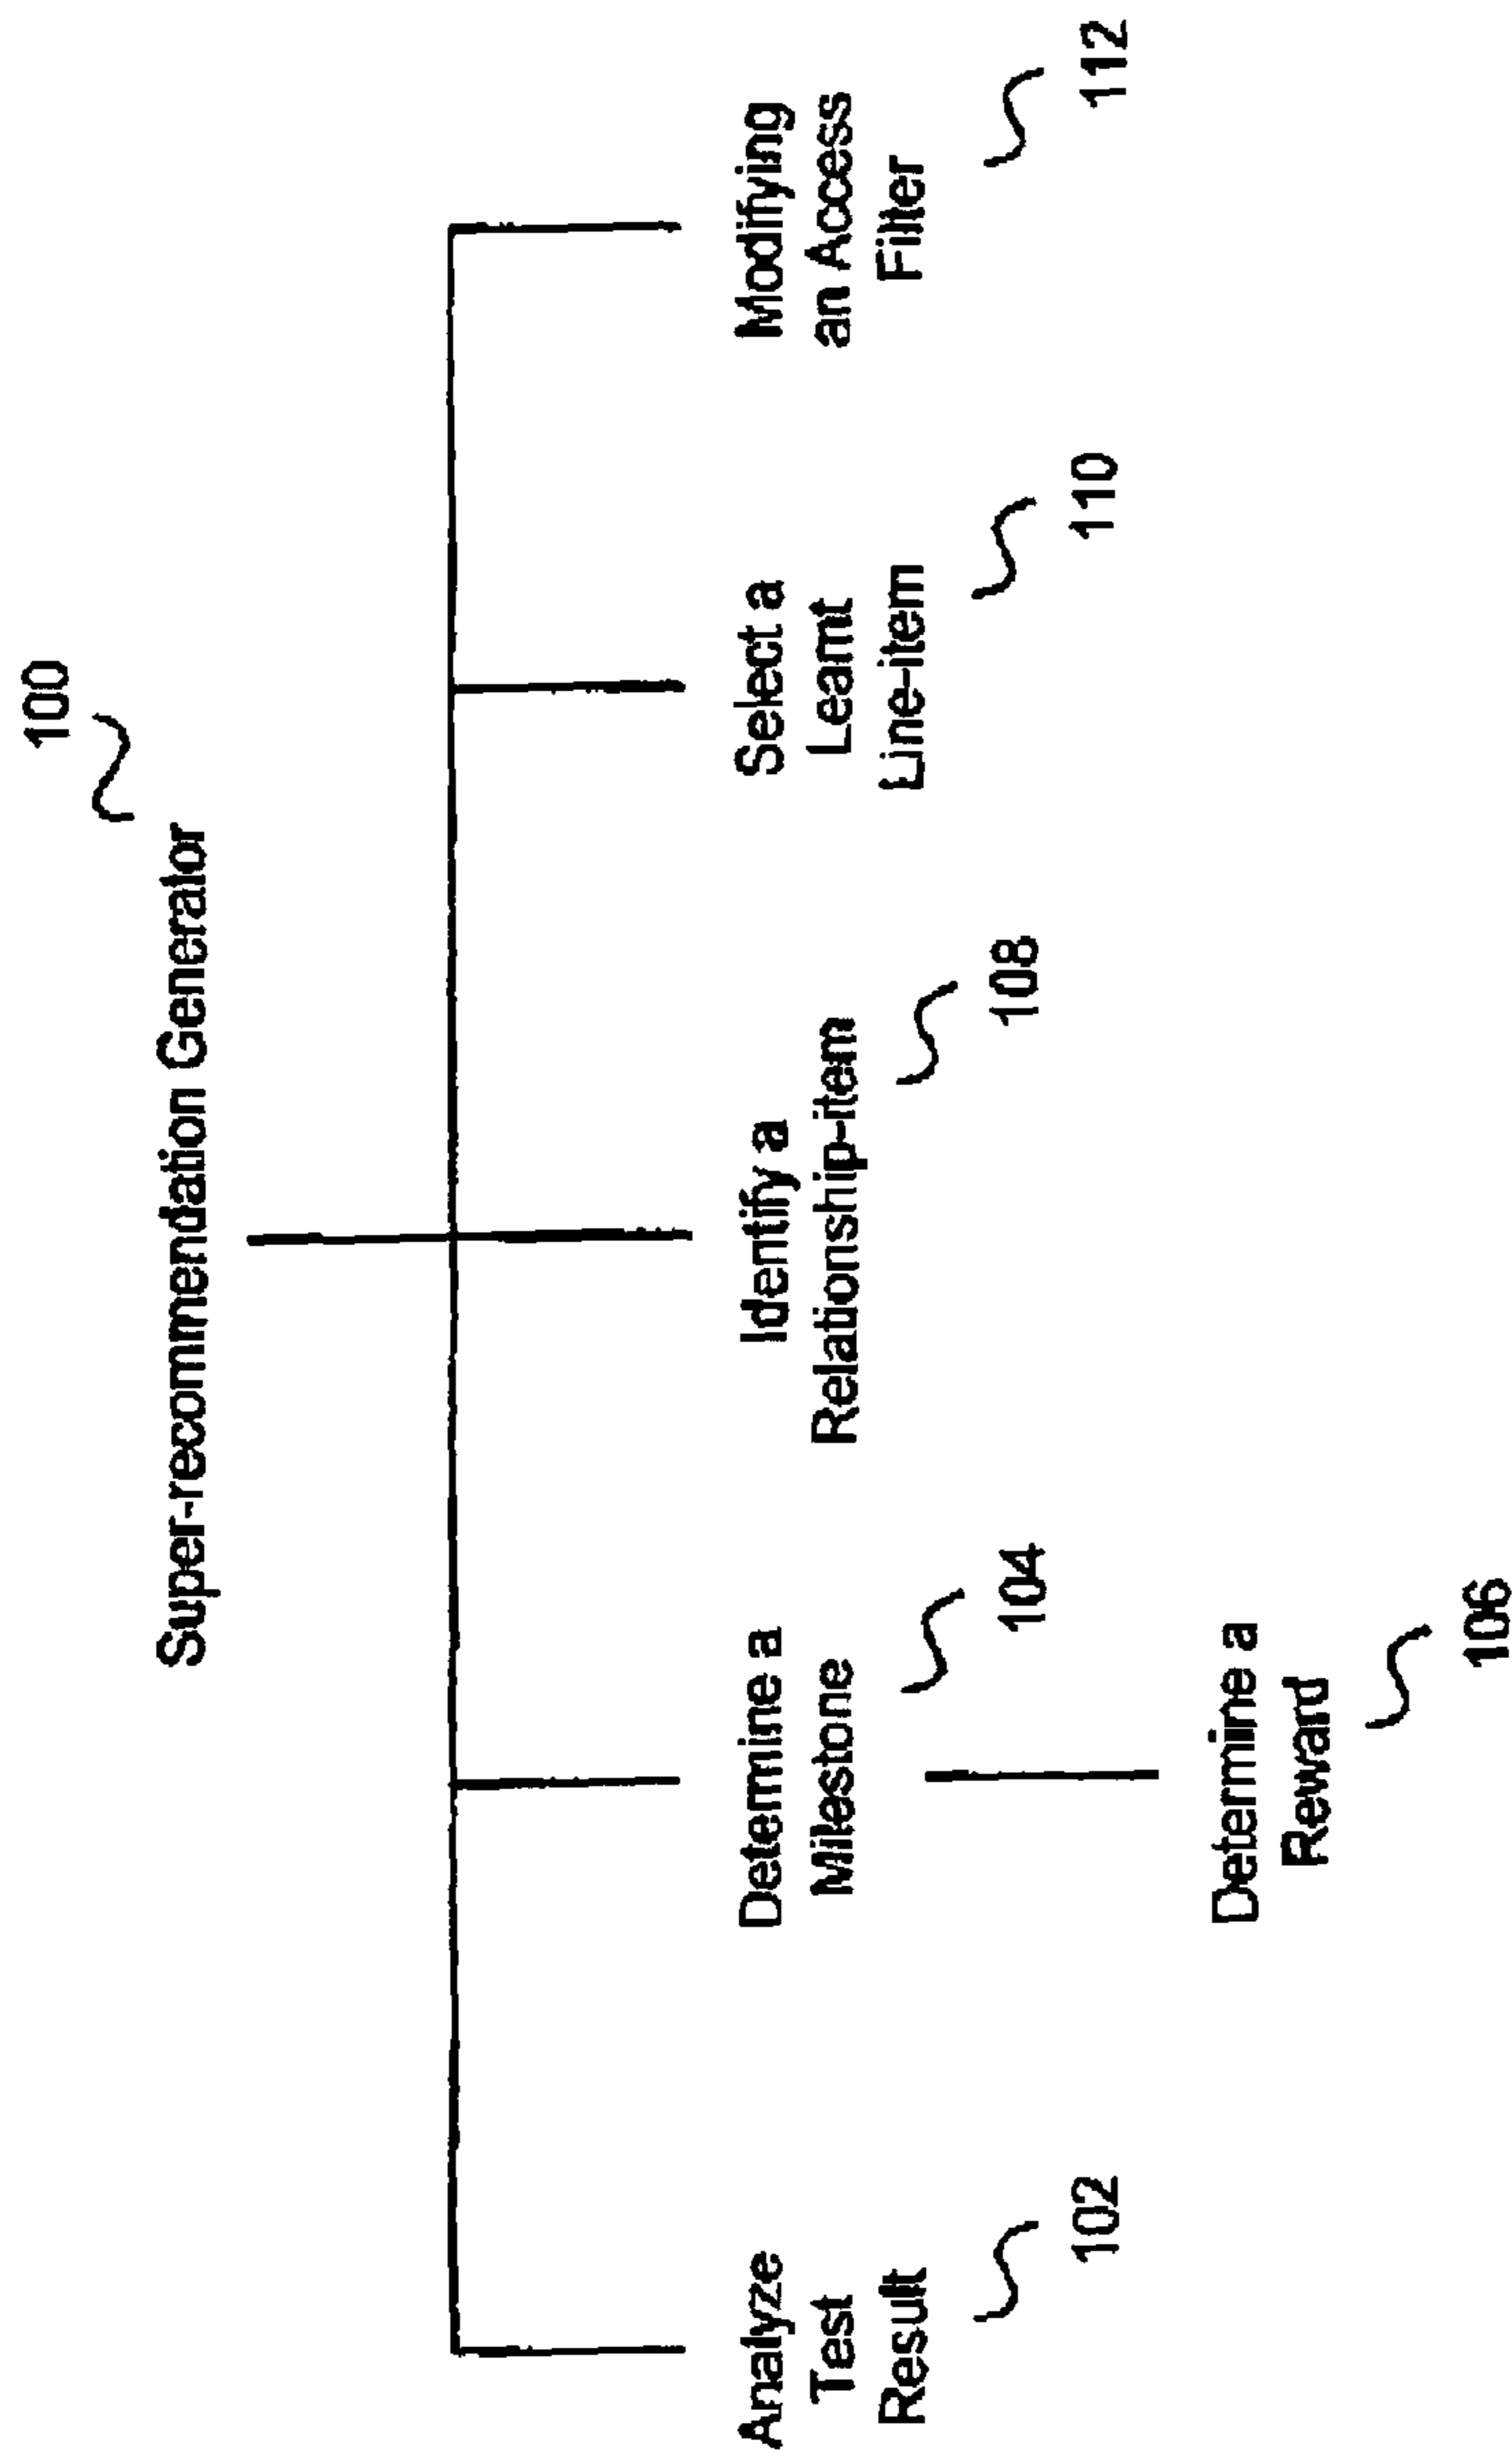 100
Super-recommendation Generator
Analyze
Test
Result
102
Determine a
Milestone
104
Determine a
Reward
106
Identify a
Relationship-item
108
Select a
Learnt
Line-item
110
Modifying
an Access
Filter
112